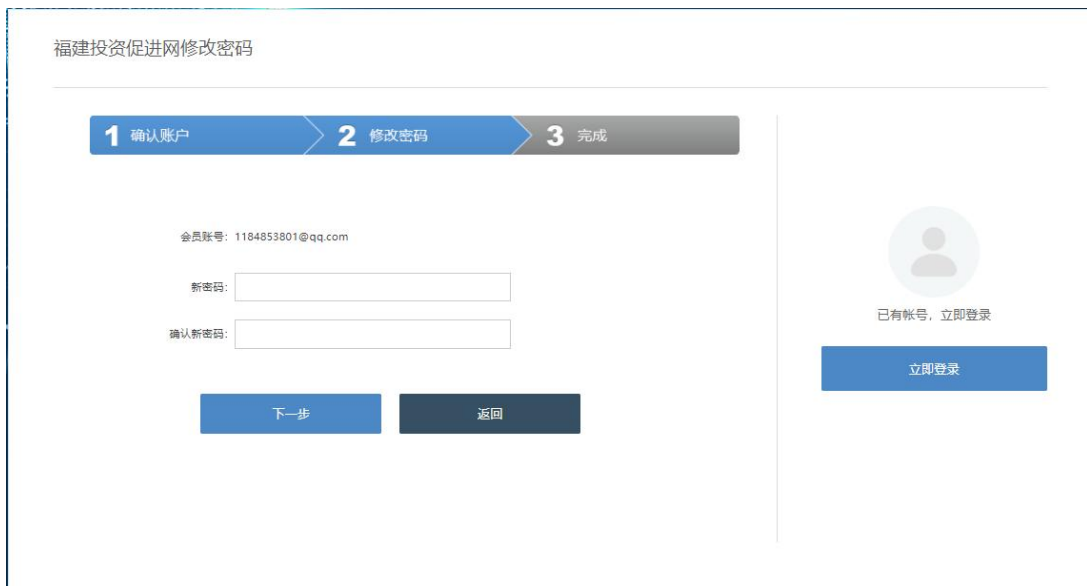 福建投资促进网修改密码
1 确认账户
2 修改密码
3 完成
会员账号：1184853801@qq.com
新密码：
确认新密码：
下一步
返回
已有帐号，立即登录
立即登录